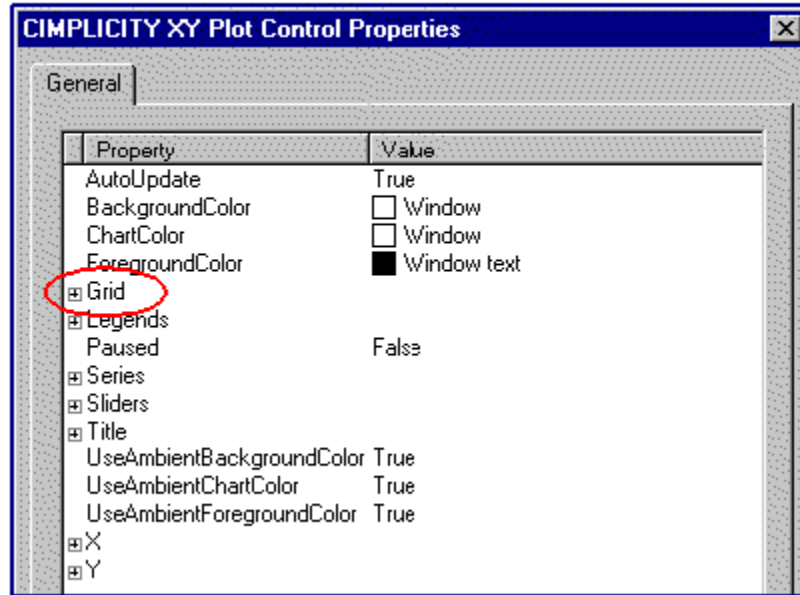 CIMPLICITY XY Plot Control Properties
General
Property Value
AutoUpdate True
BackgroundColor Window
ChartColor Window
ForegroundColor Window text
Grid
Legends
Paused False
Series
Sliders
Title
UseAmbientBackgroundColor True
UseAmbientChartColor True
UseAmbientForegroundColor True
X
Y